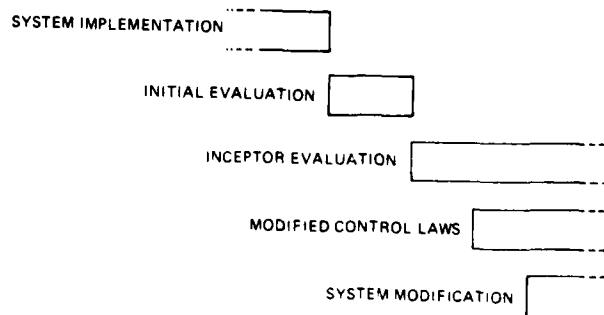 SYSTEM IMPLEMENTATION
INITIAL EVALUATION
INCEPTOR EVALUATION
MODIFIED CONTROL LAWS
SYSTEM MODIFICATION